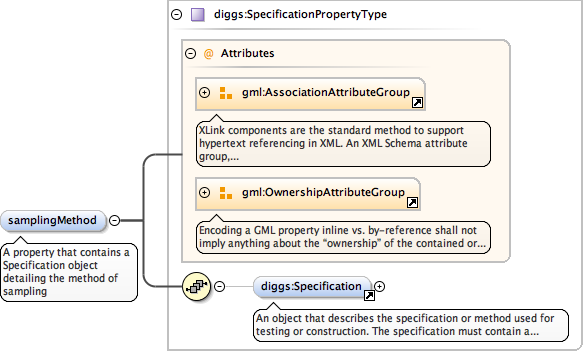 diggs:SpecificationPropertyType
@ Attributes
gml:AssociationAttributeGroup
XLink components are the standard method to support
hypertext referencing in XML. An XML Schema attribute
group,...
gml:OwnershipAttributeGroup
Encoding a GML property inline vs. by-reference shall not
imply anything about the “ownership” of the contained or...
samplingMethod
A property that contains a
Specification object
detailing the method of
sampling
diggs:Specification
An object that describes the specification or method used for
testing or construction. The specification must contain a...